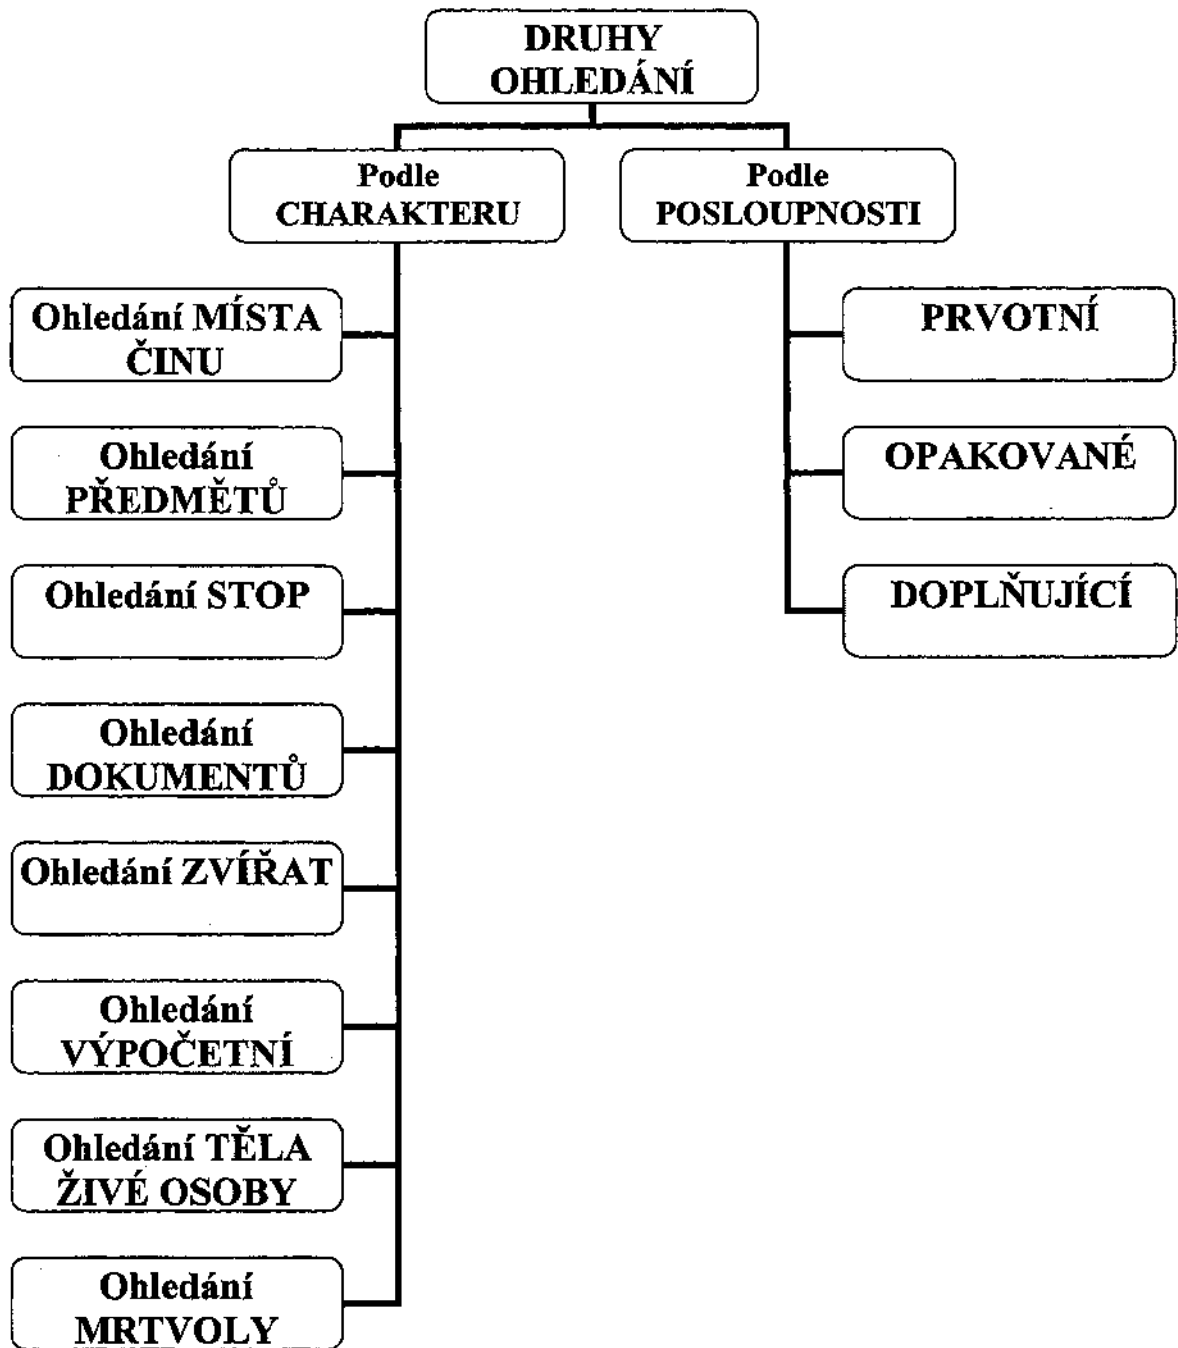 DRUHY
OHLEDÁNÍ
Podle
CHARAKTERU
Podle
POSLOUPNOSTI
Ohledání MÍSTA
ČINU
Ohledání
PŘEDMĚTŮ
Ohledání STOP
Ohledání
DOKUMENTŮ
Ohledání ZVÍŘAT
Ohledání
VÝPOČETNÍ
Ohledání TĚLA
ŽIVÉ OSOBY
Ohledání
MRTVOLY
PRVOTNÍ
OPAKOVANÉ
DOPLŇUJÍCÍ